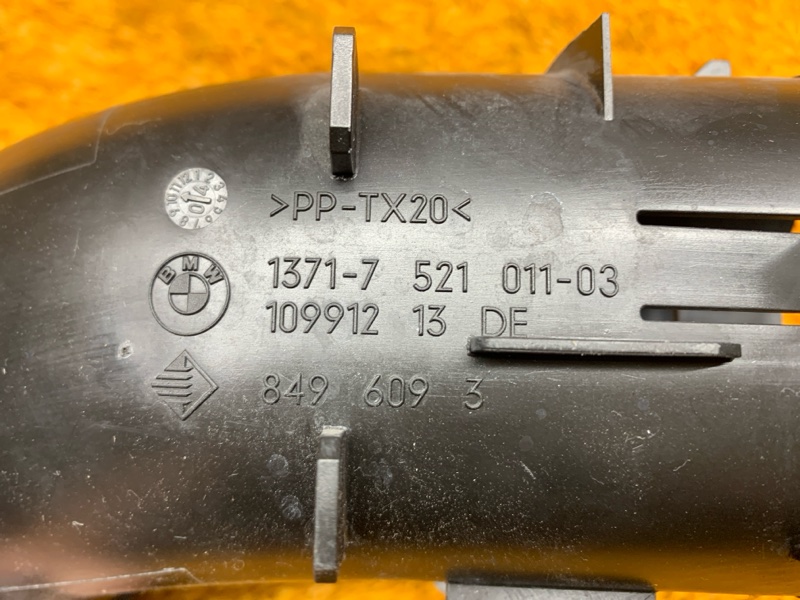 >PP-TX20<
BMW
1371-7 521 011-03
109912 13 DE
849 609 3